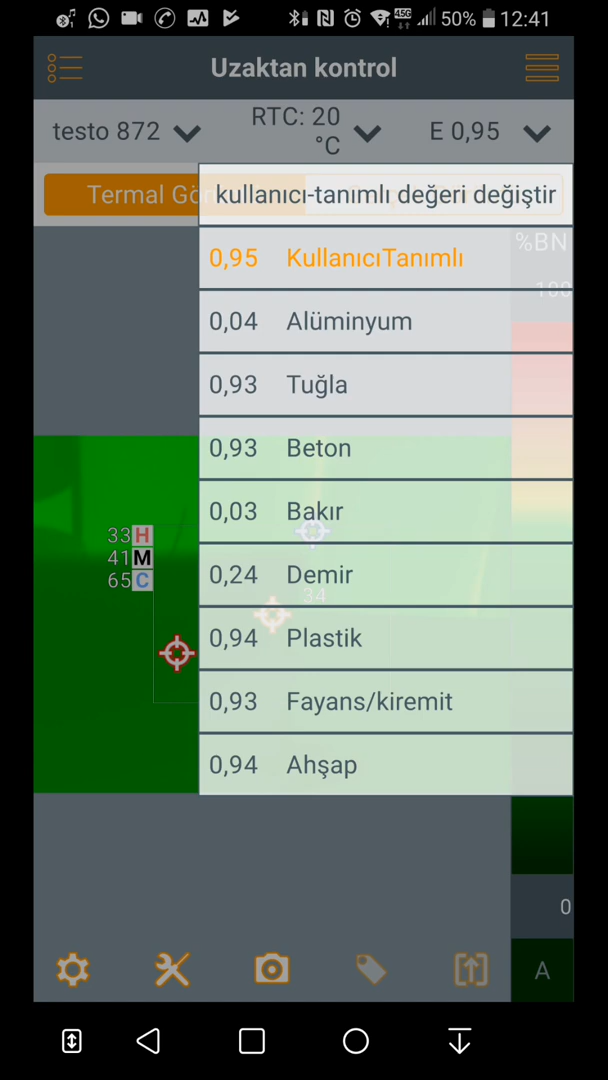 50% 12:41
Uzaktan kontrol
testo 872
RTC: 20
°C
E 0,95
kullanıcı-tanımlı değeri değiştir
Termal Gö
%BN
100
0,95 KullanıcıTanımlı
0,04 Alüminyum
0,93 Tuğla
0,93 Beton
0,03 Bakır
33 H
41 M
65 C
0,24 Demir
34
0,94 Plastik
0,93 Fayans/kiremit
0,94 Ahşap
0
A